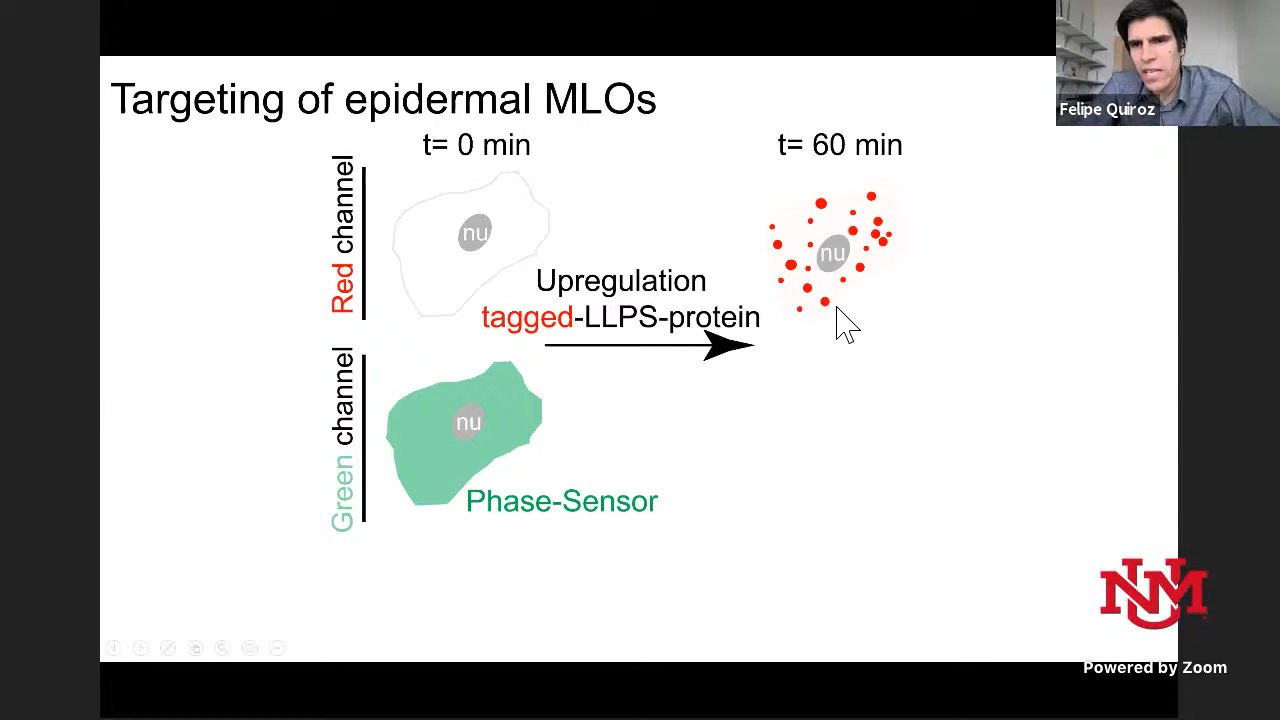 Targeting of epidermal MLOs
Felipe Quiroz
t= 0 min
t= 60 min
Red channel
nu
nu
Upregulation
tagged-LLPS-protein
Green channel
nu
Phase-Sensor
NM
U
Powered by Zoom